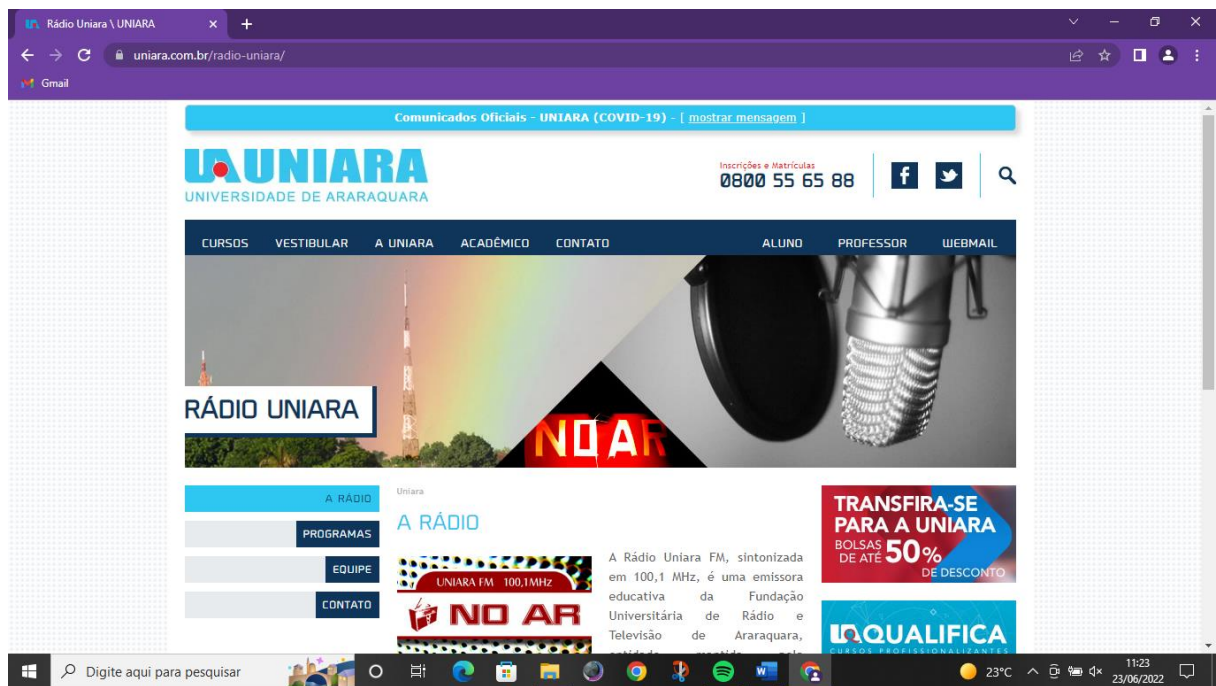 Rádio Uniara \ UNIARA
uniara.com.br/radio-uniara/
Gmail
Comunicados Oficiais - UNIARA (COVID-19) - [ mostrar mensagem ]
UNIARA
UNIVERSIDADE DE ARARAQUARA
Inscrições e Matrículas
0800 55 65 88
CURSOS VESTIBULAR A UNIARA ACADÊMICO CONTATO ALUNO PROFESSOR WEBMAIL
RÁDIO UNIARA
NO AR
A RÁDIO
PROGRAMAS
EQUIPE
CONTATO
Uniara
A RÁDIO
UNIARA FM 100,1MHz
NO AR
A Rádio Uniara FM, sintonizada
em 100,1 MHz, é uma emissora
educativa da Fundação
Universitária de Rádio e
Televisão de Araraquara,
TRANSFIRA-SE
PARA A UNIARA
BOLSAS
DE ATÉ 50%
DE DESCONTO
QUALIFICA
CURSOS PROFISSIONALIZANTES
Digite aqui para pesquisar
23°C
11:23
23/06/2022